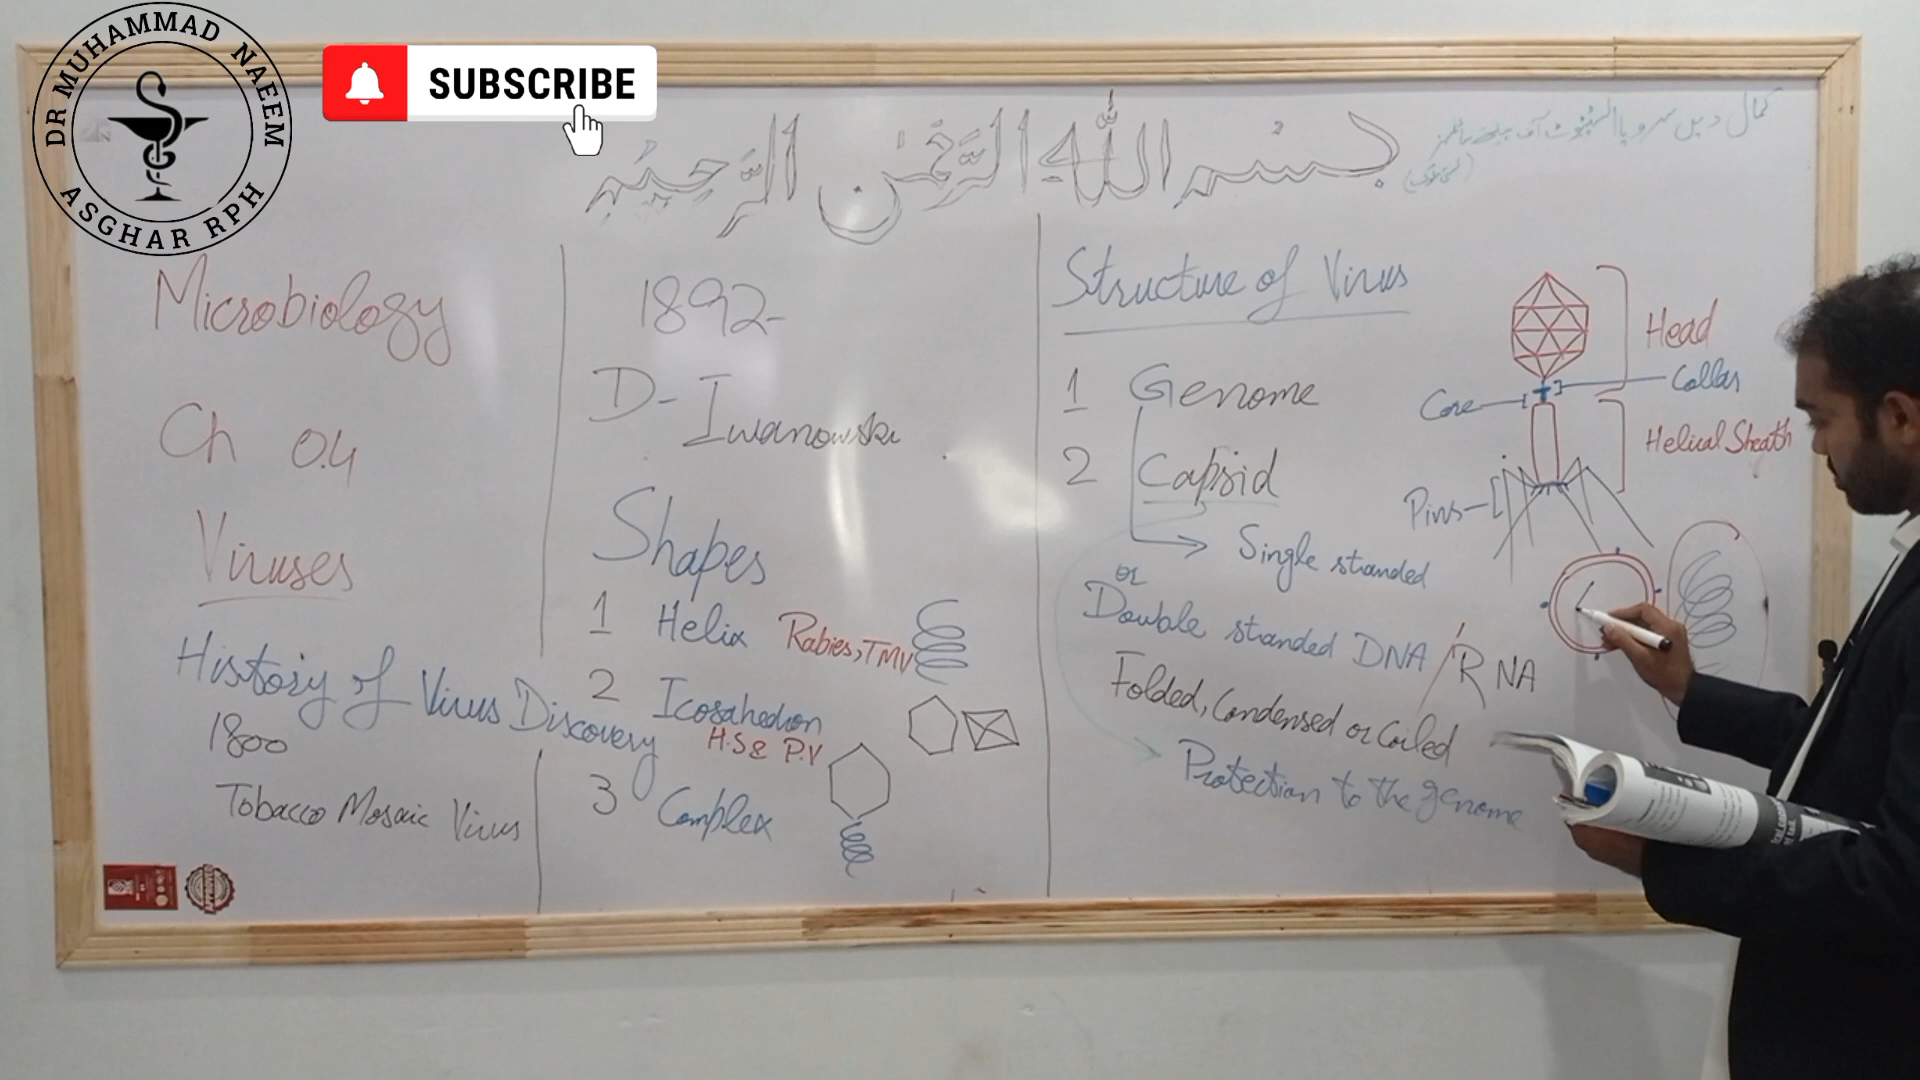 DR MUHAMMAD NAEEM
ASGHAR RPH
SUBSCRIBE
بسم الله الرحمن الرحيم
Microbiology
Ch 04
Viruses
History of Virus Discovery
1800
Tobacco Mosaic Virus
1892-
D-Iwanowski
Shapes
1 Helix Rabies, TMV
2 Icosahedron
H.S & P.V
3 Complex
Structure of Virus
1 Genome
2 Capsid
Single stranded
or
Double stranded DNA / RNA
Folded, Condensed or Coiled
Protection to the genome
Head
Collar
Core
Helical Sheath
Pins